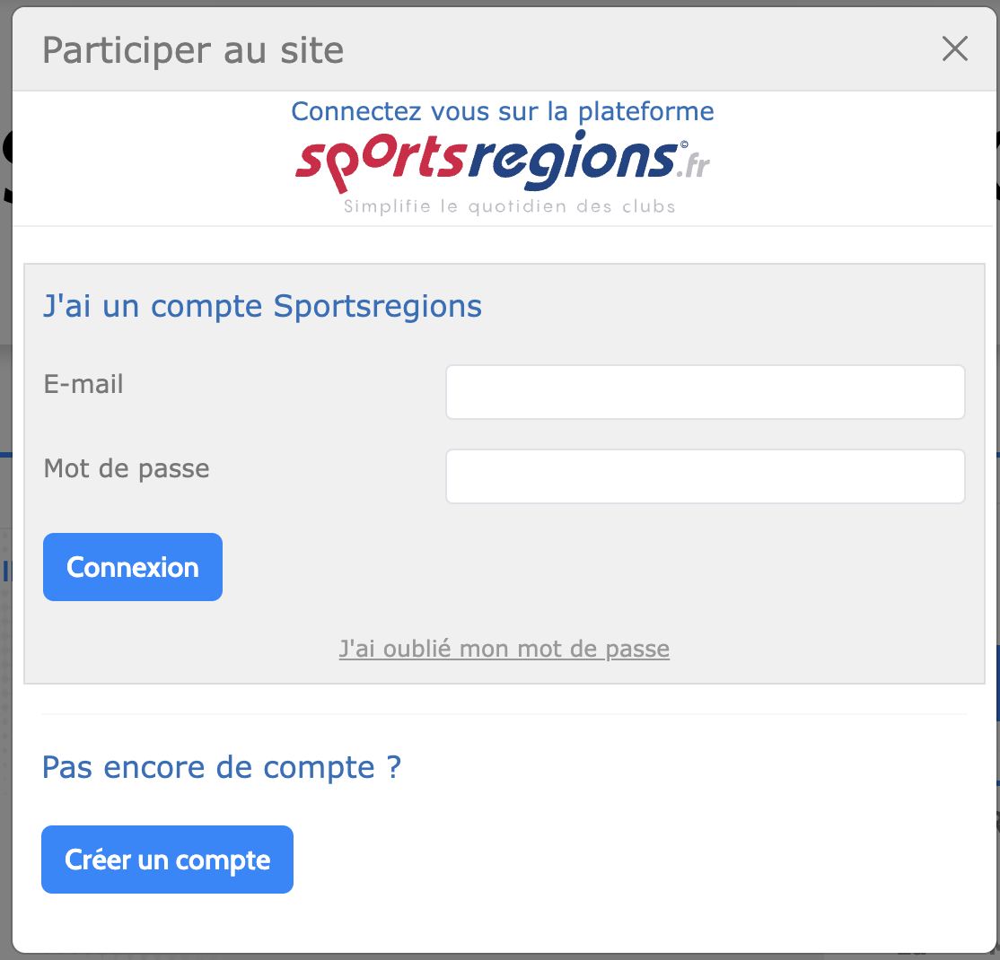 Participer au site
Connectez vous sur la plateforme
sportsregions©.fr
Simplifie le quotidien des clubs
J'ai un compte Sportsregions
E-mail
Mot de passe
Connexion
J'ai oublié mon mot de passe
Pas encore de compte ?
Créer un compte